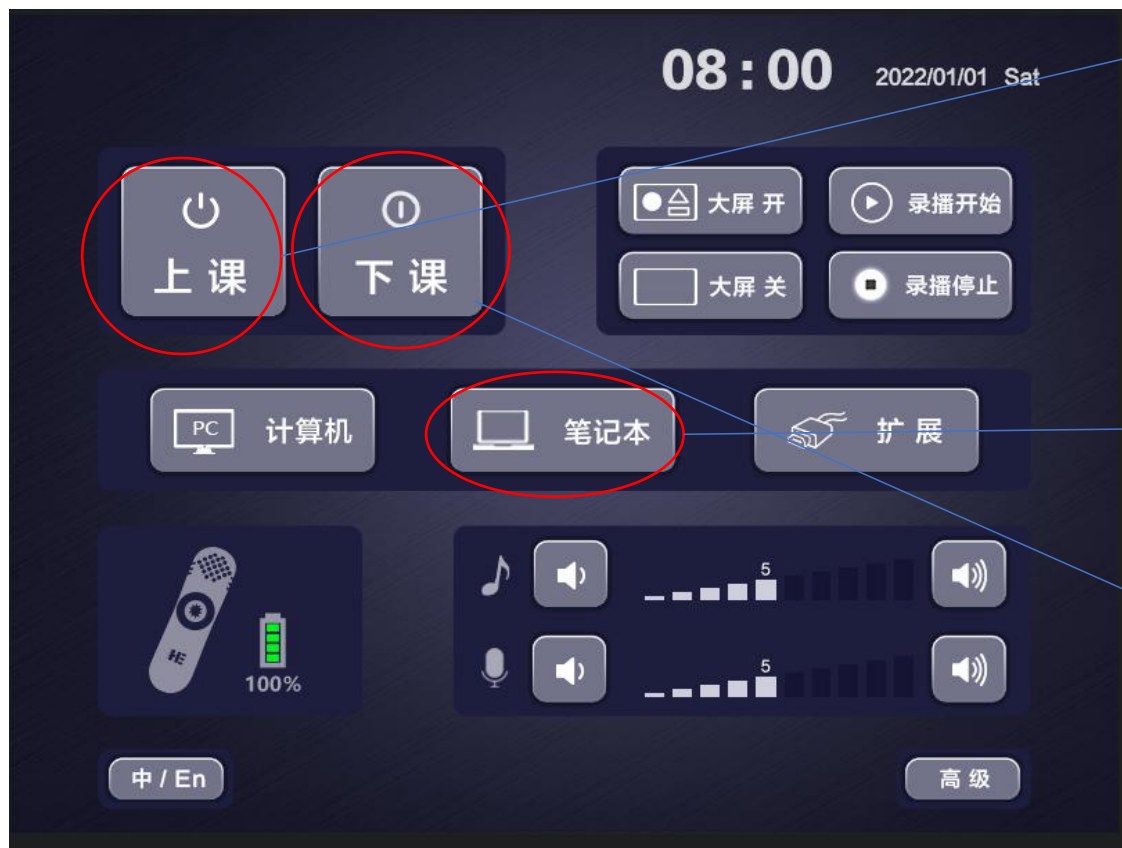 08 : 00 2022/01/01 Sat
上 课
下 课
大屏 开
录播开始
大屏 关
录播停止
PC 计算机
笔记本
扩 展
5
HE
100%
5
中 / En
高 级